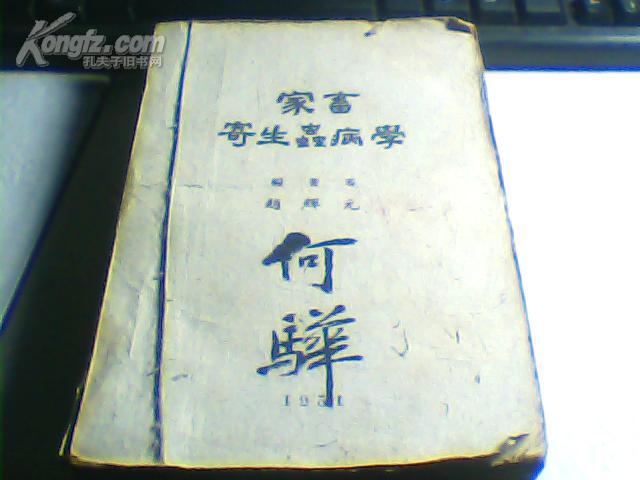 Kongfz.com
孔夫子旧书网
家畜
寄生蟲病學
編著者
趙輝元
何
驊
1951